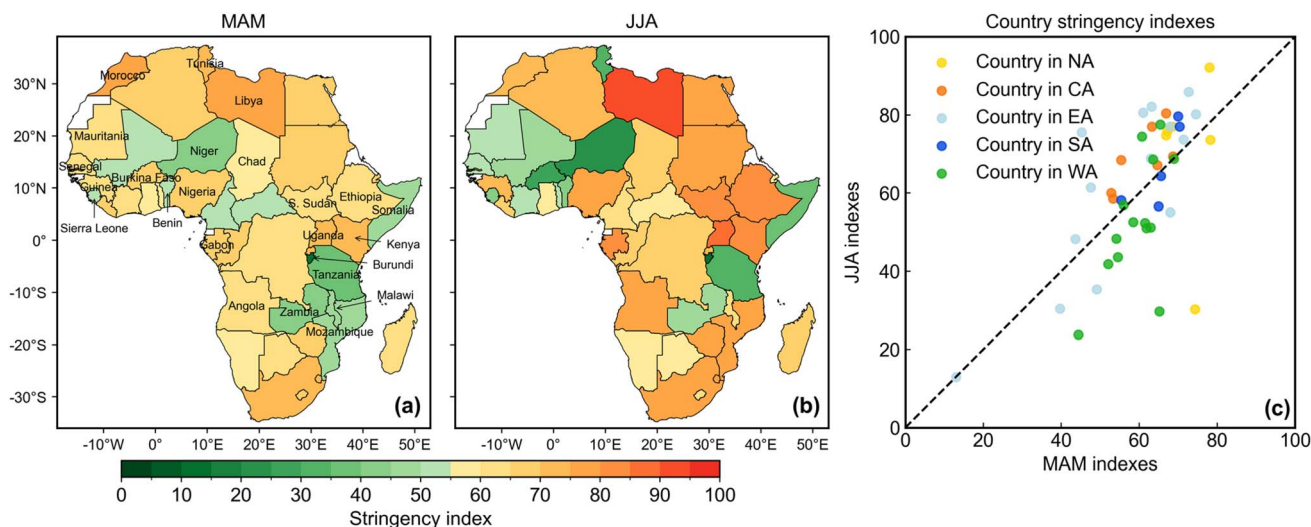 MAM
JJA
Country stringency indexes
30°N
20°N
10°N
0°
-10°S
-20°S
-30°S
-10°W
0°
10°E
20°E
30°E
40°E
50°E
Morocco
Tunisia
Libya
Mauritania
Niger
Chad
Senegal
Guinea
Burkina Faso
Nigeria
Ethiopia
S. Sudan
Somalia
Sierra Leone
Benin
Gabon
Uganda
Kenya
Burundi
Tanzania
Malawi
Angola
Zambia
Mozambique
(a)
-10°W
0°
10°E
20°E
30°E
40°E
50°E
(b)
0
10
20
30
40
50
60
70
80
90
100
Stringency index
100
80
60
40
20
0
JJA indexes
Country in NA
Country in CA
Country in EA
Country in SA
Country in WA
(c)
0
20
40
60
80
100
MAM indexes